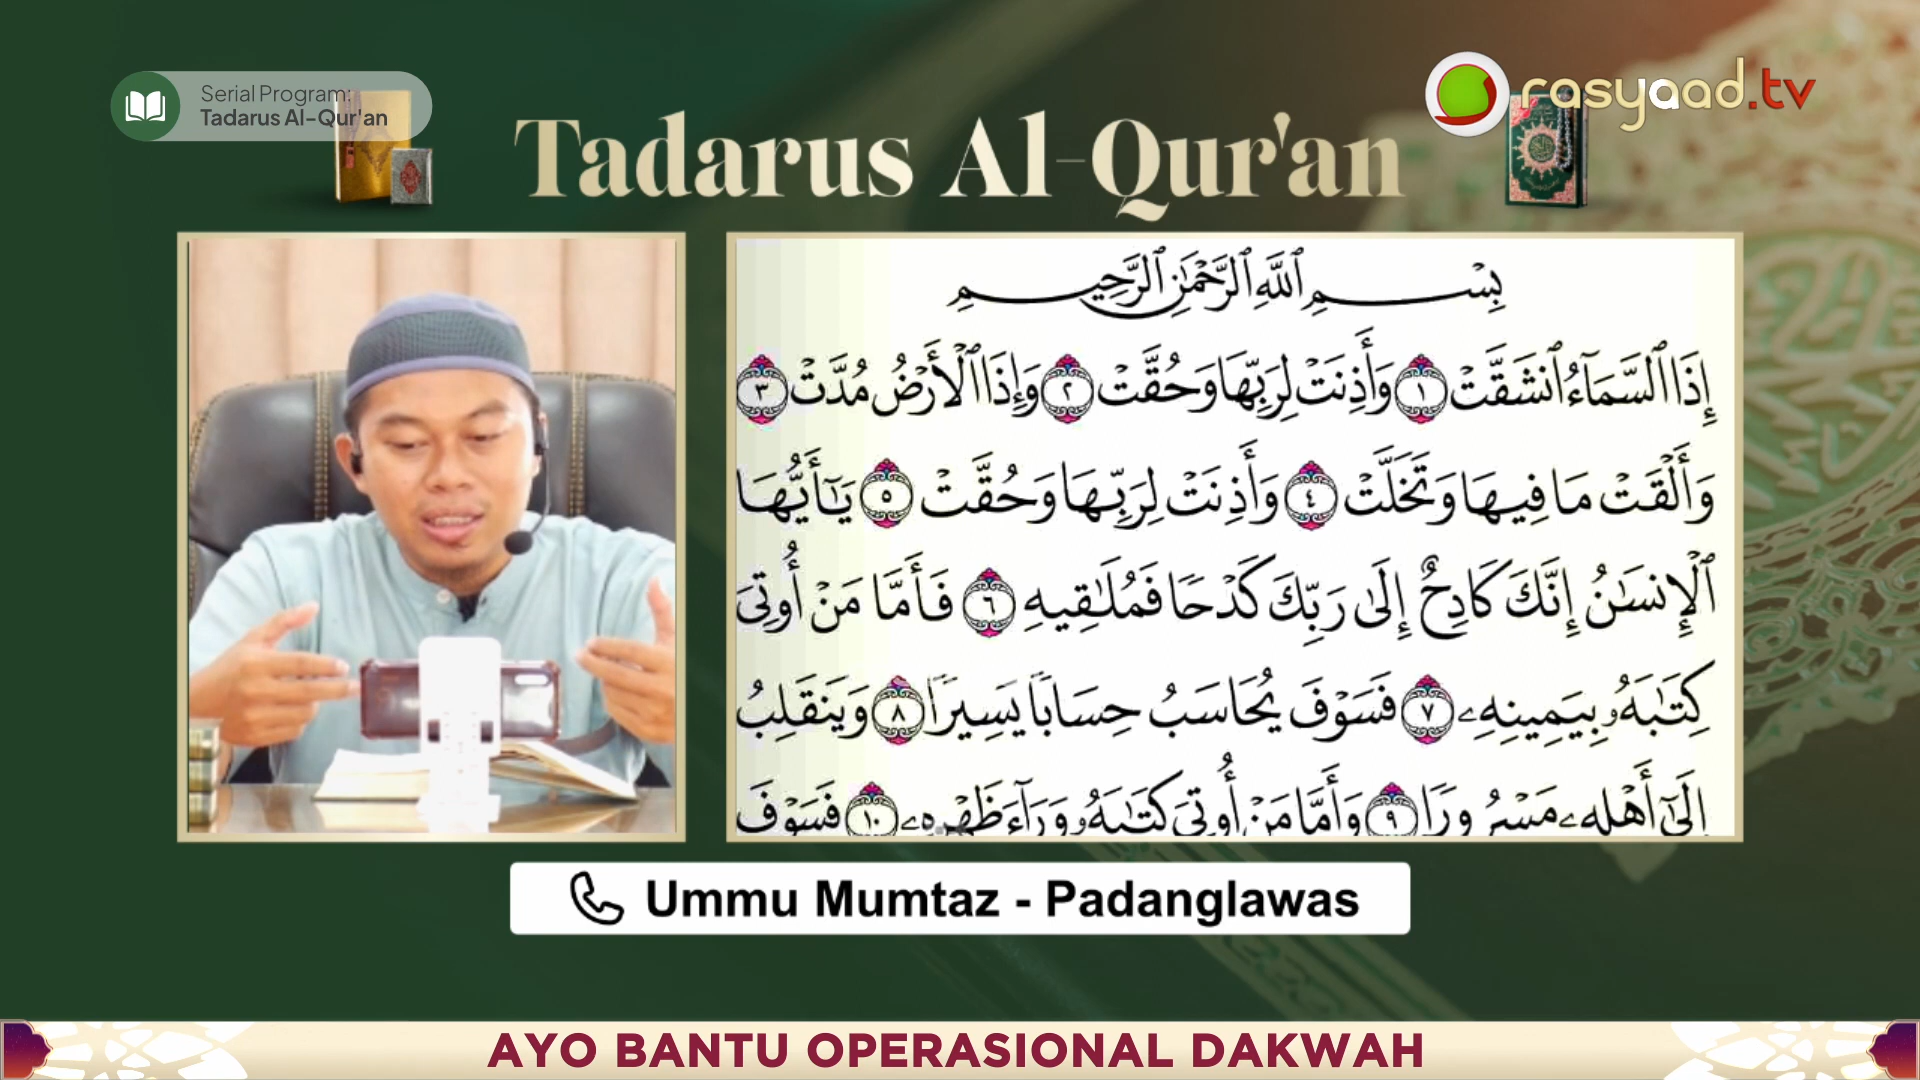 Serial Program:
Tadarus Al-Qur'an
rasyaad.tv
Tadarus Al-Qur'an
بِسْمِ ٱللَّهِ ٱلرَّحْمَٰنِ ٱلرَّحِيمِ
إِذَا ٱلسَّمَآءُ ٱنشَقَّتْ ١ وَأَذِنَتْ لِرَبِّهَا وَحُقَّتْ ٢ وَإِذَا ٱلْأَرْضُ مُدَّتْ ٣
وَأَلْقَتْ مَا فِيهَا وَتَخَلَّتْ ٤ وَأَذِنَتْ لِرَبِّهَا وَحُقَّتْ ٥ يَٰٓأَيُّهَا
ٱلْإِنسَٰنُ إِنَّكَ كَادِحٌ إِلَىٰ رَبِّكَ كَدْحًا فَمُلَٰقِيهِ ٦ فَأَمَّا مَنْ أُوتِىَ
كِتَٰبَهُۥ بِيَمِينِهِۦ ٧ فَسَوْفَ يُحَاسَبُ حِسَابًا يَسِيرًا ٨ وَيَنقَلِبُ
إِلَىٰٓ أَهْلِهِۦ مَسْرُورًا ٩ وَأَمَّا مَنْ أُوتِىَ كِتَٰبَهُۥ وَرَآءَ ظَهْرِهِۦ ١٠ فَسَوْفَ
Ummu Mumtaz - Padanglawas
AYO BANTU OPERASIONAL DAKWAH